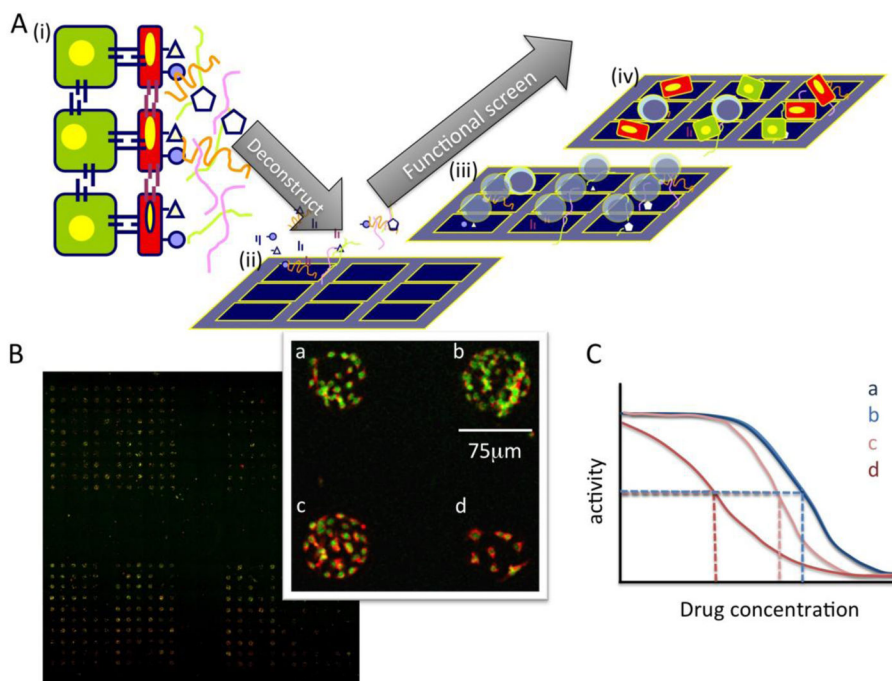 A
(i)
Deconstruct
(ii)
Functional screen
(iii)
(iv)
B
a
b
75μm
c
d
C
a
b
c
d
activity
Drug concentration